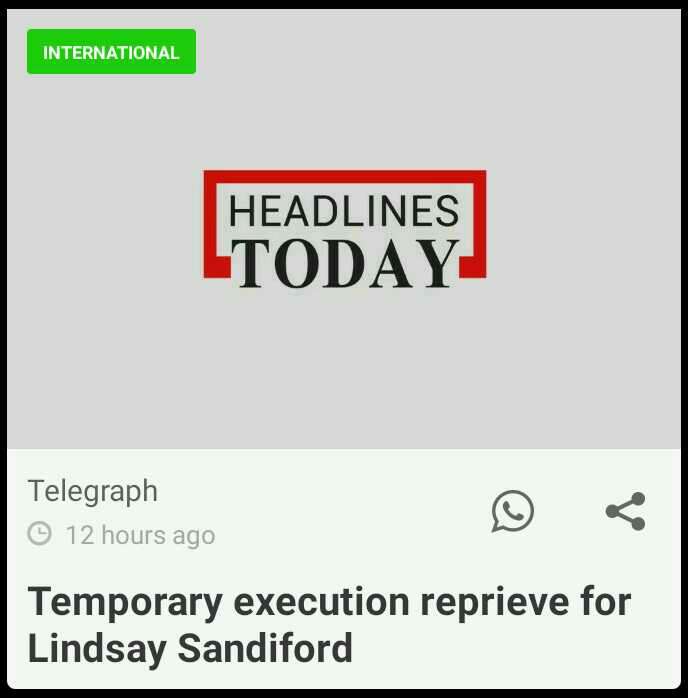 INTERNATIONAL
HEADLINES
TODAY
Telegraph
12 hours ago
Temporary execution reprieve for
Lindsay Sandiford